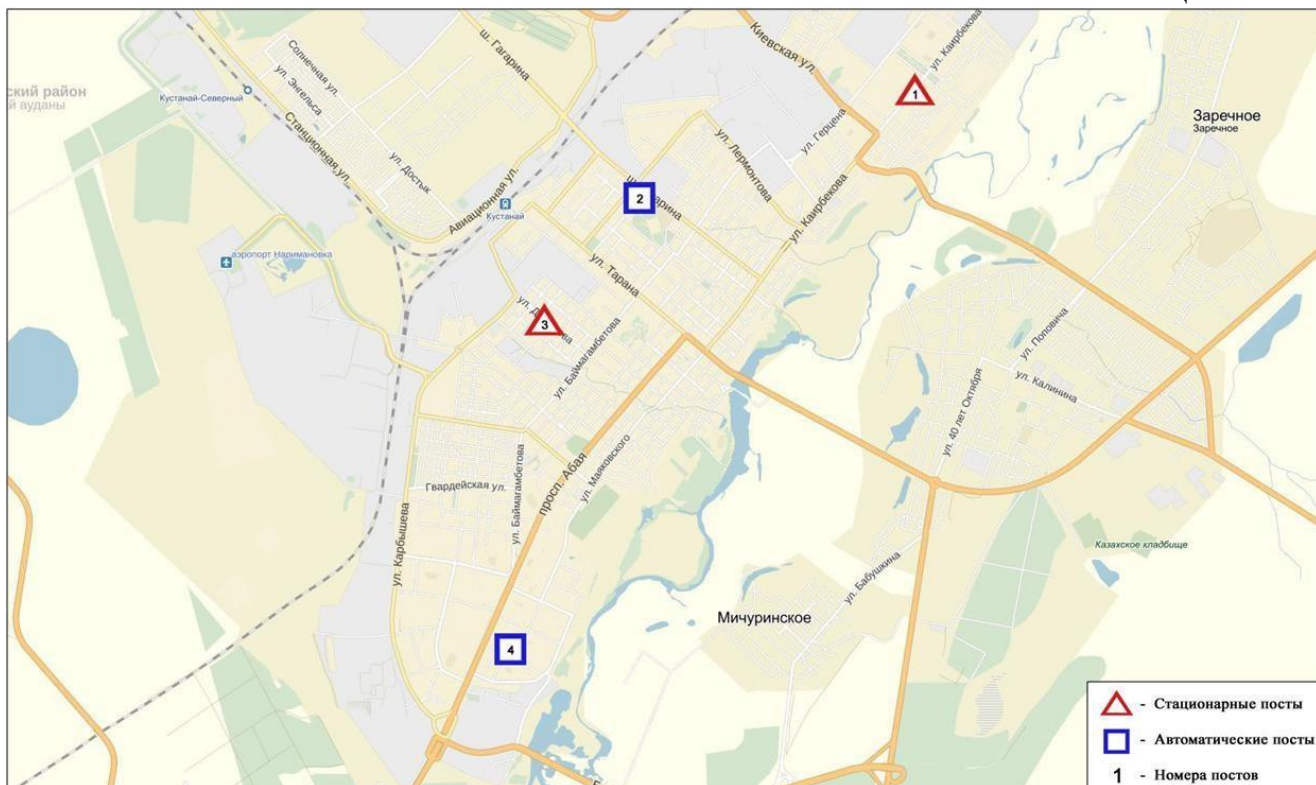 ский район
й ауданы
Солнечная ул.
ул. Энгельса
Кустанай-Северный
Станционная ул.
ул. Достык
ш. Гагарина
Авиационная ул.
Кустанай
аэропорт Наримановка
2
ул. Лермонтова
ул. Герцена
Киевская ул.
ул. Каирбекова
1
ул. Каирбекова
Заречное
Заречное
ул. Тарана
3
ул. Баймагамбетова
ул. Поповича
ул. Калинина
ул. 40 лет Октября
просп. Абая
ул. Маяковского
Гвардейская ул.
ул. Баймагамбетова
ул. Карбышева
Казахское кладбище
ул. Бабушкина
Мичуринское
4
- Стационарные посты
- Автоматические посты
1 - Номера постов